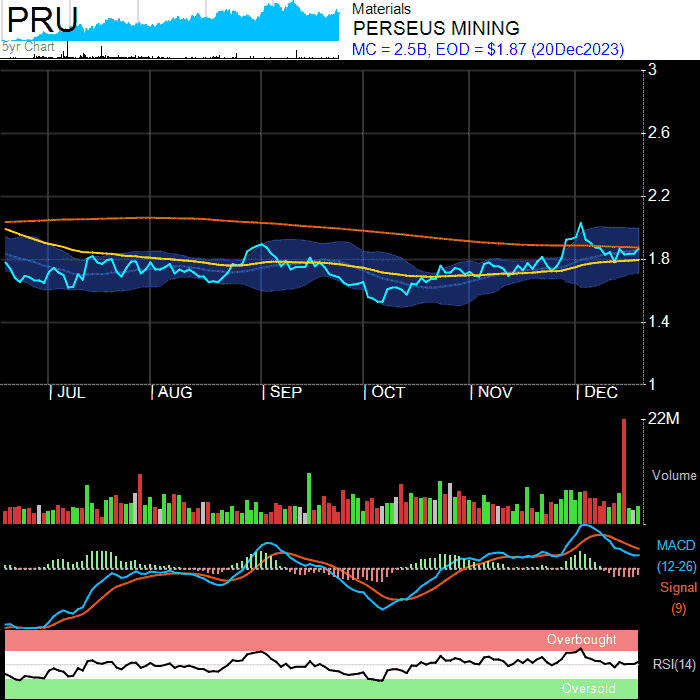 PRU
5yr Chart
Materials
PERSEUS MINING
MC = 2.5B, EOD = $1.87 (20Dec2023)
3
2.6
2.2
1.8
1.4
1
JUL
AUG
SEP
OCT
NOV
DEC
22M
Volume
MACD
(12-26)
Signal
(9)
Overbought
RSI(14)
Oversold